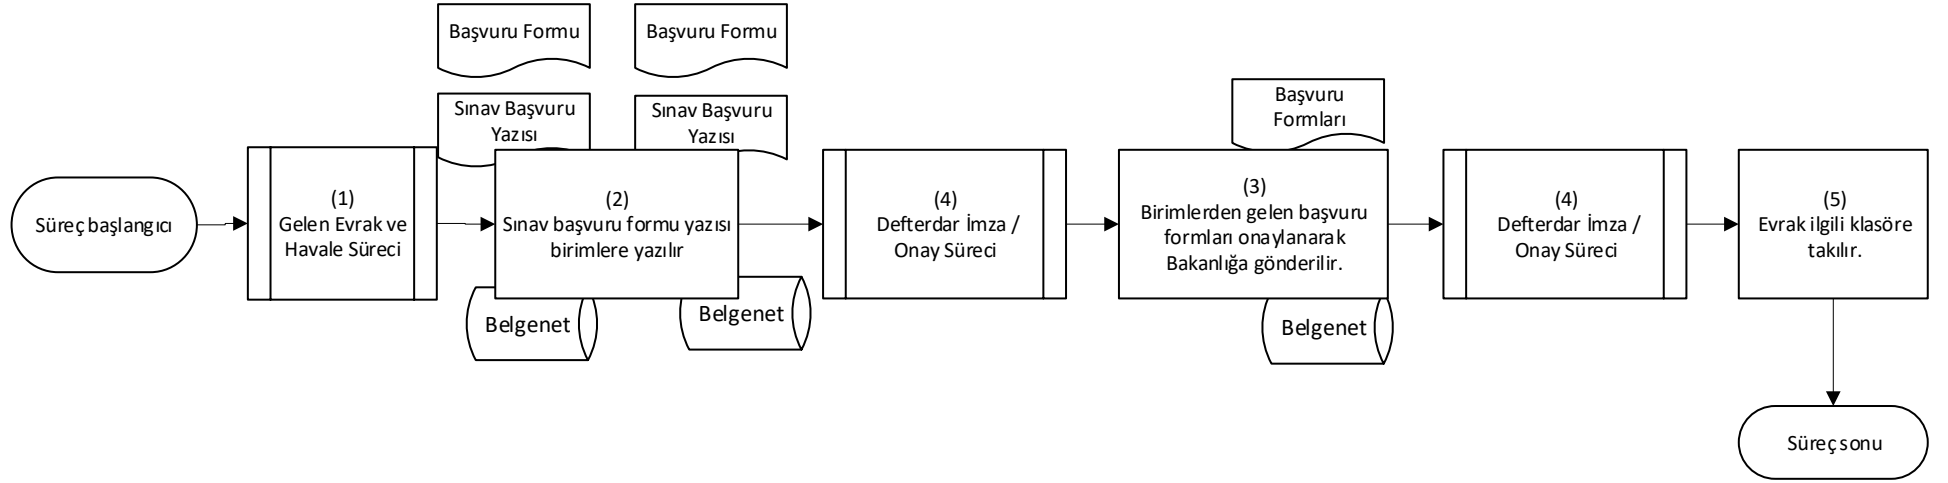 Başvuru Formu
Başvuru Formu
Sınav Başvuru
Yazısı
Sınav Başvuru
Yazısı
Başvuru
Formları
Süreç başlangıcı
(1)
Gelen Evrak ve
Havale Süreci
(2)
Sınav başvuru formu yazısı
birimlere yazılır
(4)
Defterdar İmza /
Onay Süreci
(3)
Birimlerden gelen başvuru
formları onaylanarak
Bakanlığa gönderilir.
(4)
Defterdar İmza /
Onay Süreci
(5)
Evrak ilgili klasöre
takılır.
Belgenet
Belgenet
Belgenet
Süreç sonu